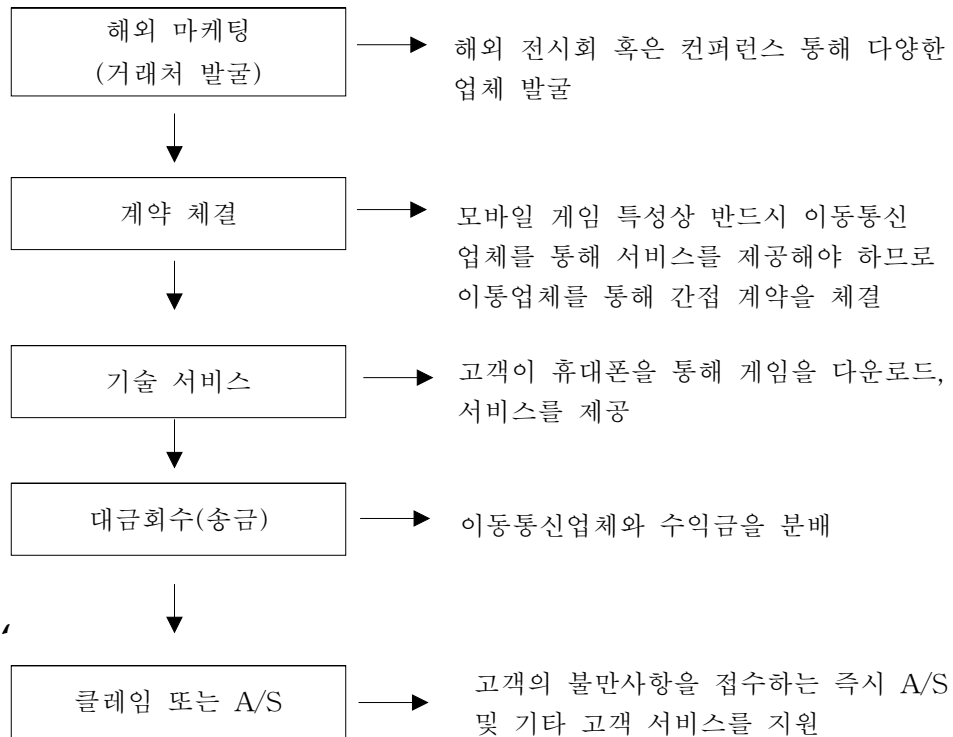 해외 마케팅
(거래처 발굴)
해외 전시회 혹은 컨퍼런스 통해 다양한
업체 발굴
계약 체결
모바일 게임 특성상 반드시 이동통신
업체를 통해 서비스를 제공해야 하므로
이통업체를 통해 간접 계약을 체결
기술 서비스
고객이 휴대폰을 통해 게임을 다운로드,
서비스를 제공
대금회수(송금)
이동통신업체와 수익금을 분배
클레임 또는 A/S
고객의 불만사항을 접수하는 즉시 A/S
및 기타 고객 서비스를 지원